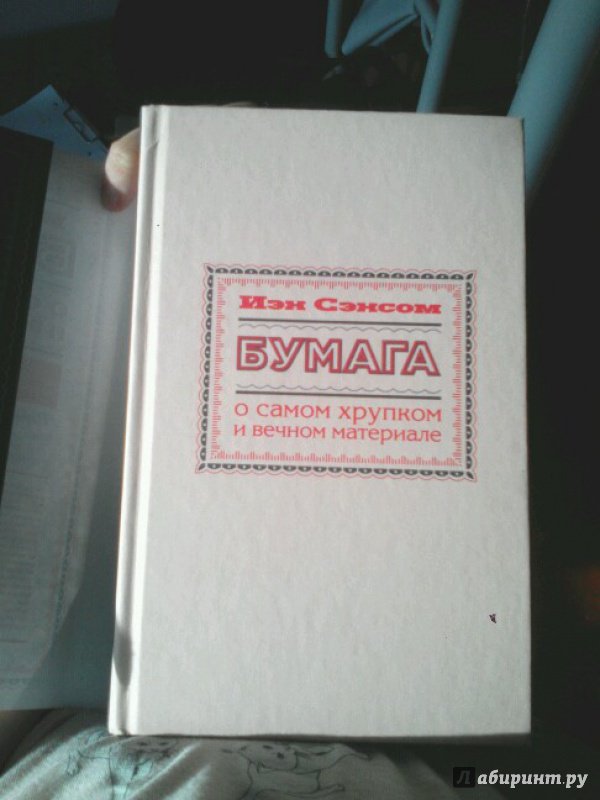 Иэн Сэнсом
БУМАГА
о самом хрупком
и вечном материале
Лабиринт.ру